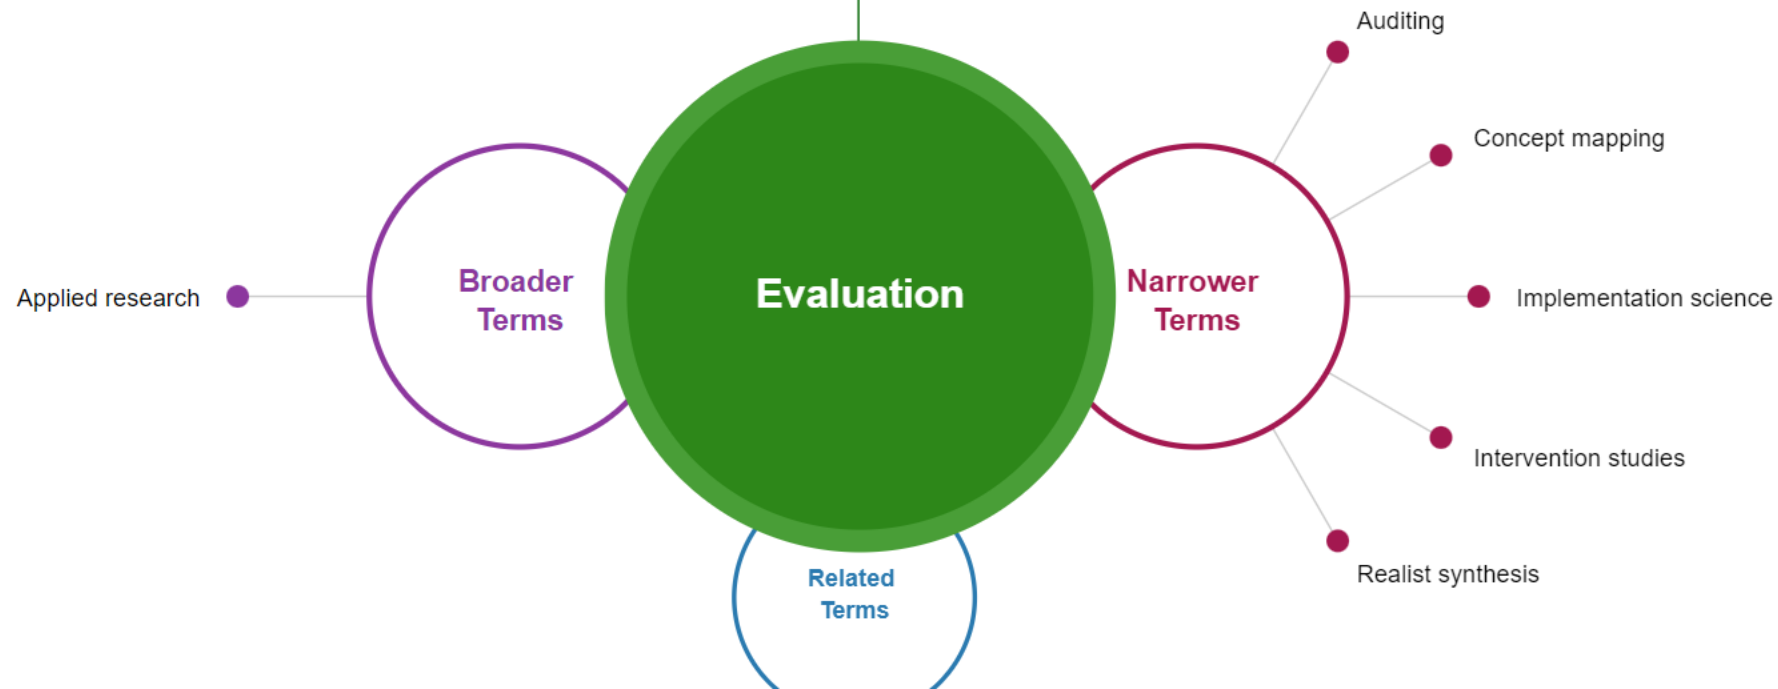 Auditing
Concept mapping
Applied research
Broader
Terms
Evaluation
Narrower
Terms
Implementation science
Intervention studies
Realist synthesis
Related
Terms